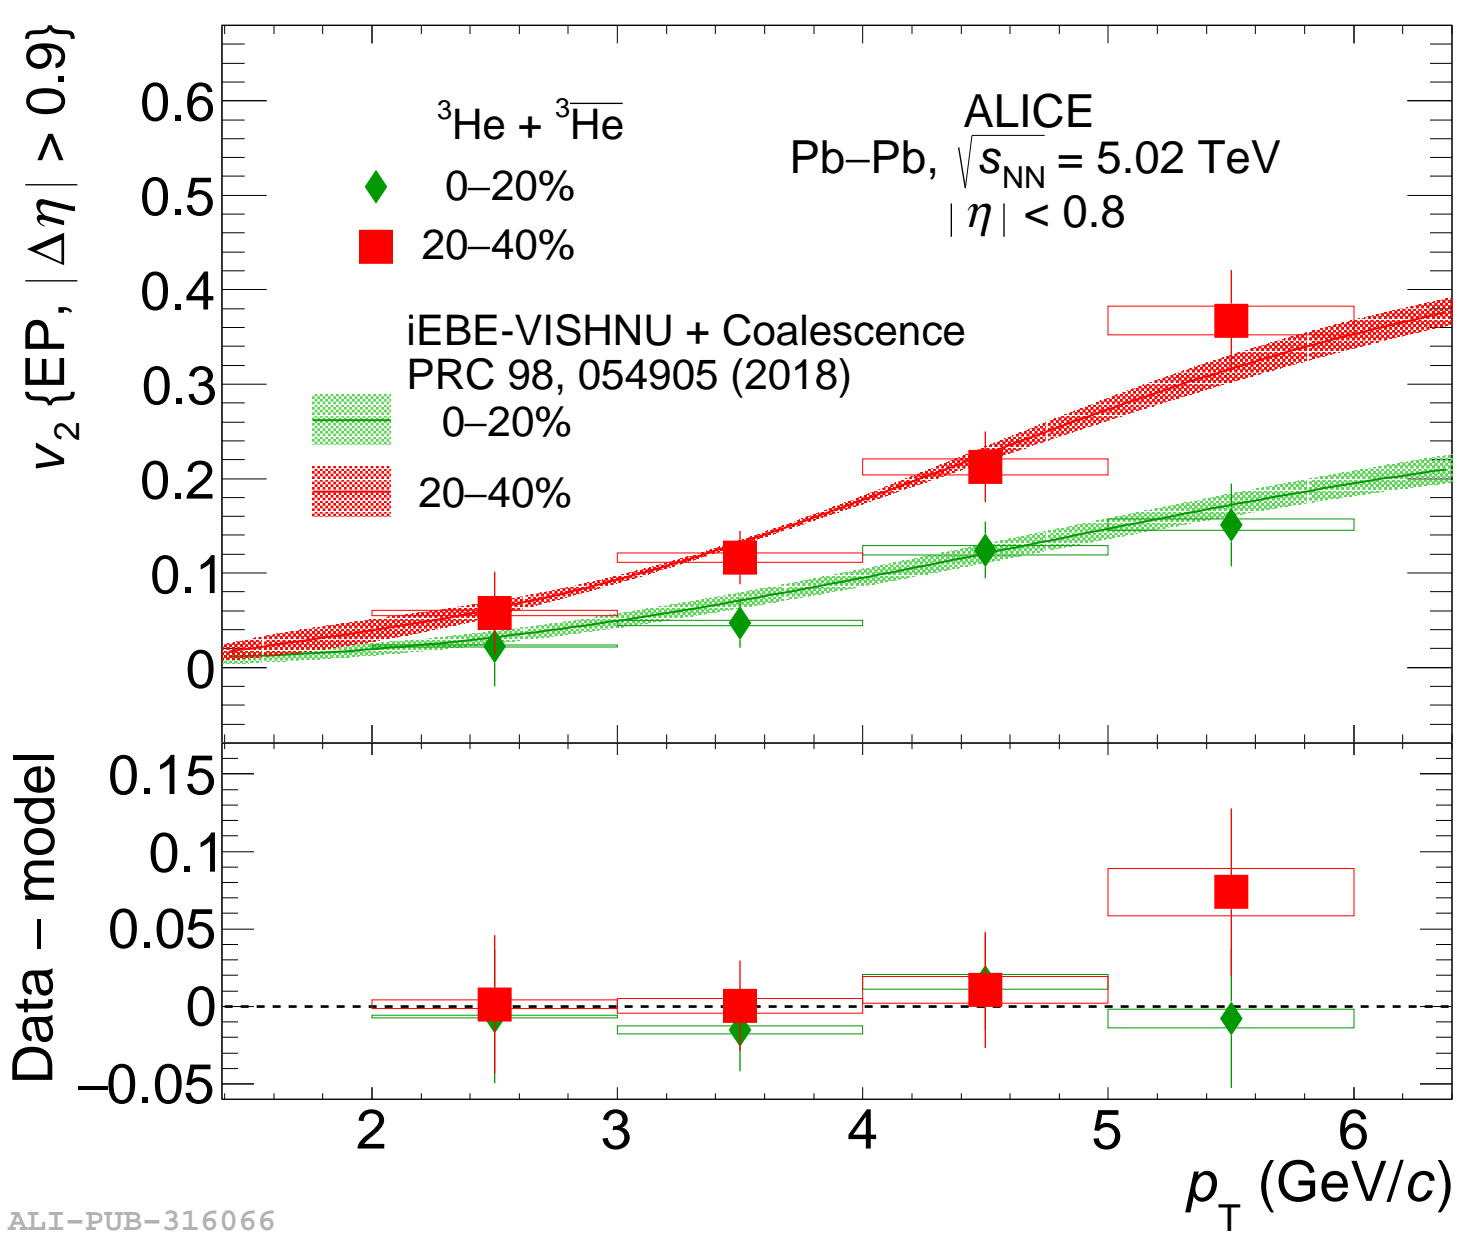 v2 {EP, |Δη| > 0.9}
0.6
0.5
0.4
0.3
0.2
0.1
0
³He + ³H̅e̅
0–20%
20–40%
iEBE-VISHNU + Coalescence
PRC 98, 054905 (2018)
0–20%
20–40%
ALICE
Pb–Pb, √sNN = 5.02 TeV
| η | < 0.8
Data – model
0.15
0.1
0.05
0
–0.05
2 3 4 5 6
pT (GeV/c)
ALI-PUB-316066